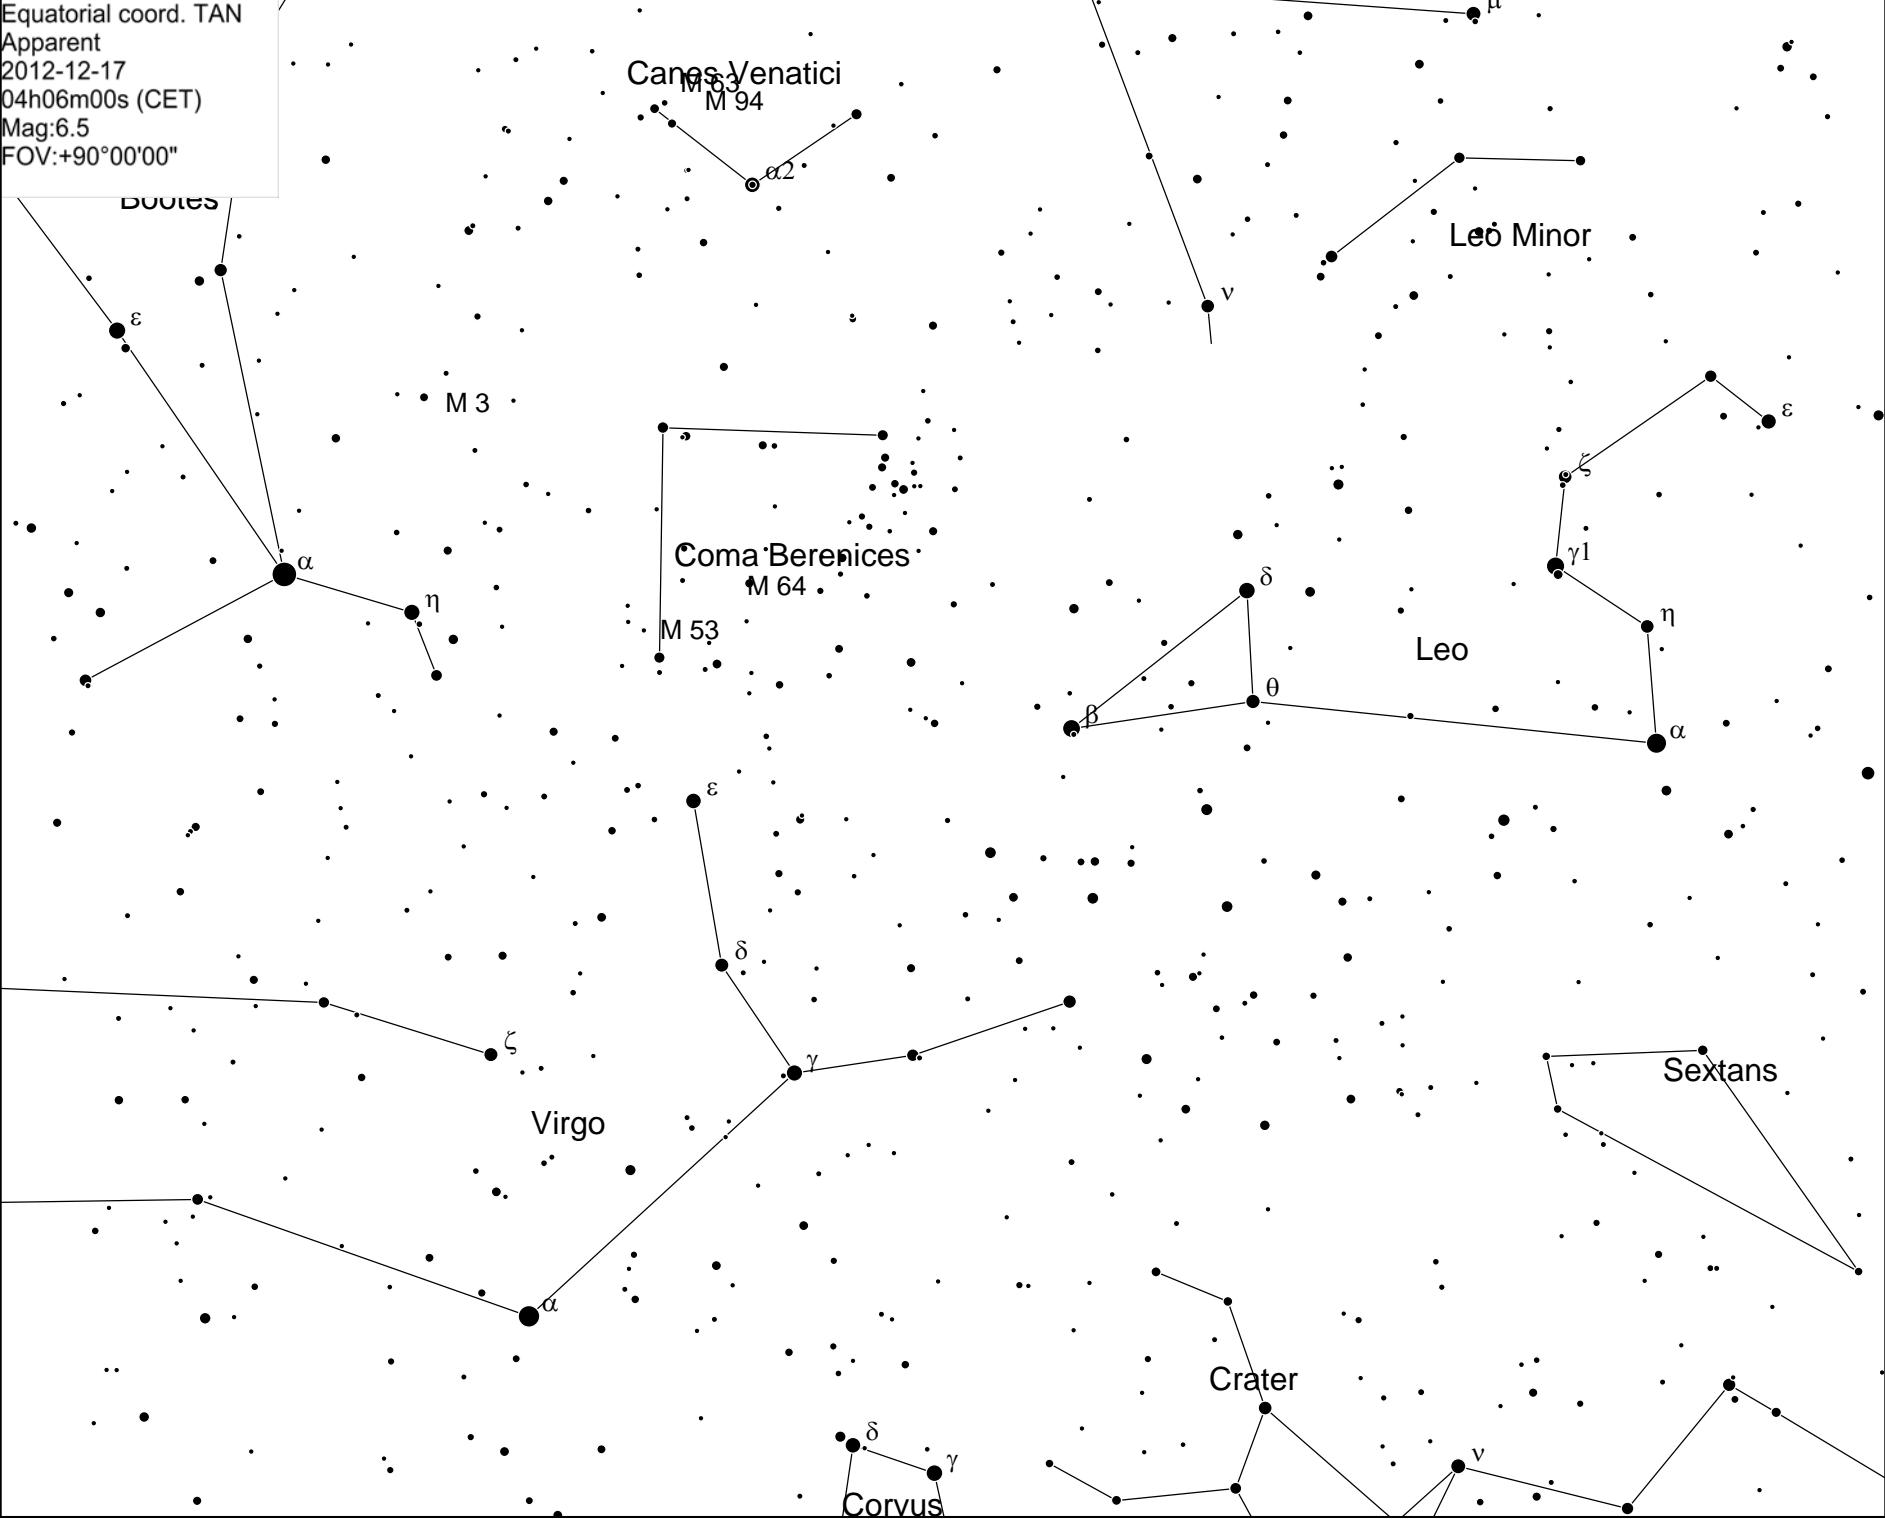 Equatorial coord. TAN
Apparent
2012-12-17
04h06m00s (CET)
Mag:6.5
FOV:+90°00'00"
μ
Canes Venatici
M 63
M 94
α2
Bootes
Leo Minor
ν
ε
M 3
ε
ζ
Coma Berenices
γ1
α
M 64
δ
η
η
M 53
Leo
θ
β
α
ε
δ
ζ
γ
Sextans
Virgo
α
Crater
δ
γ
ν
Corvus